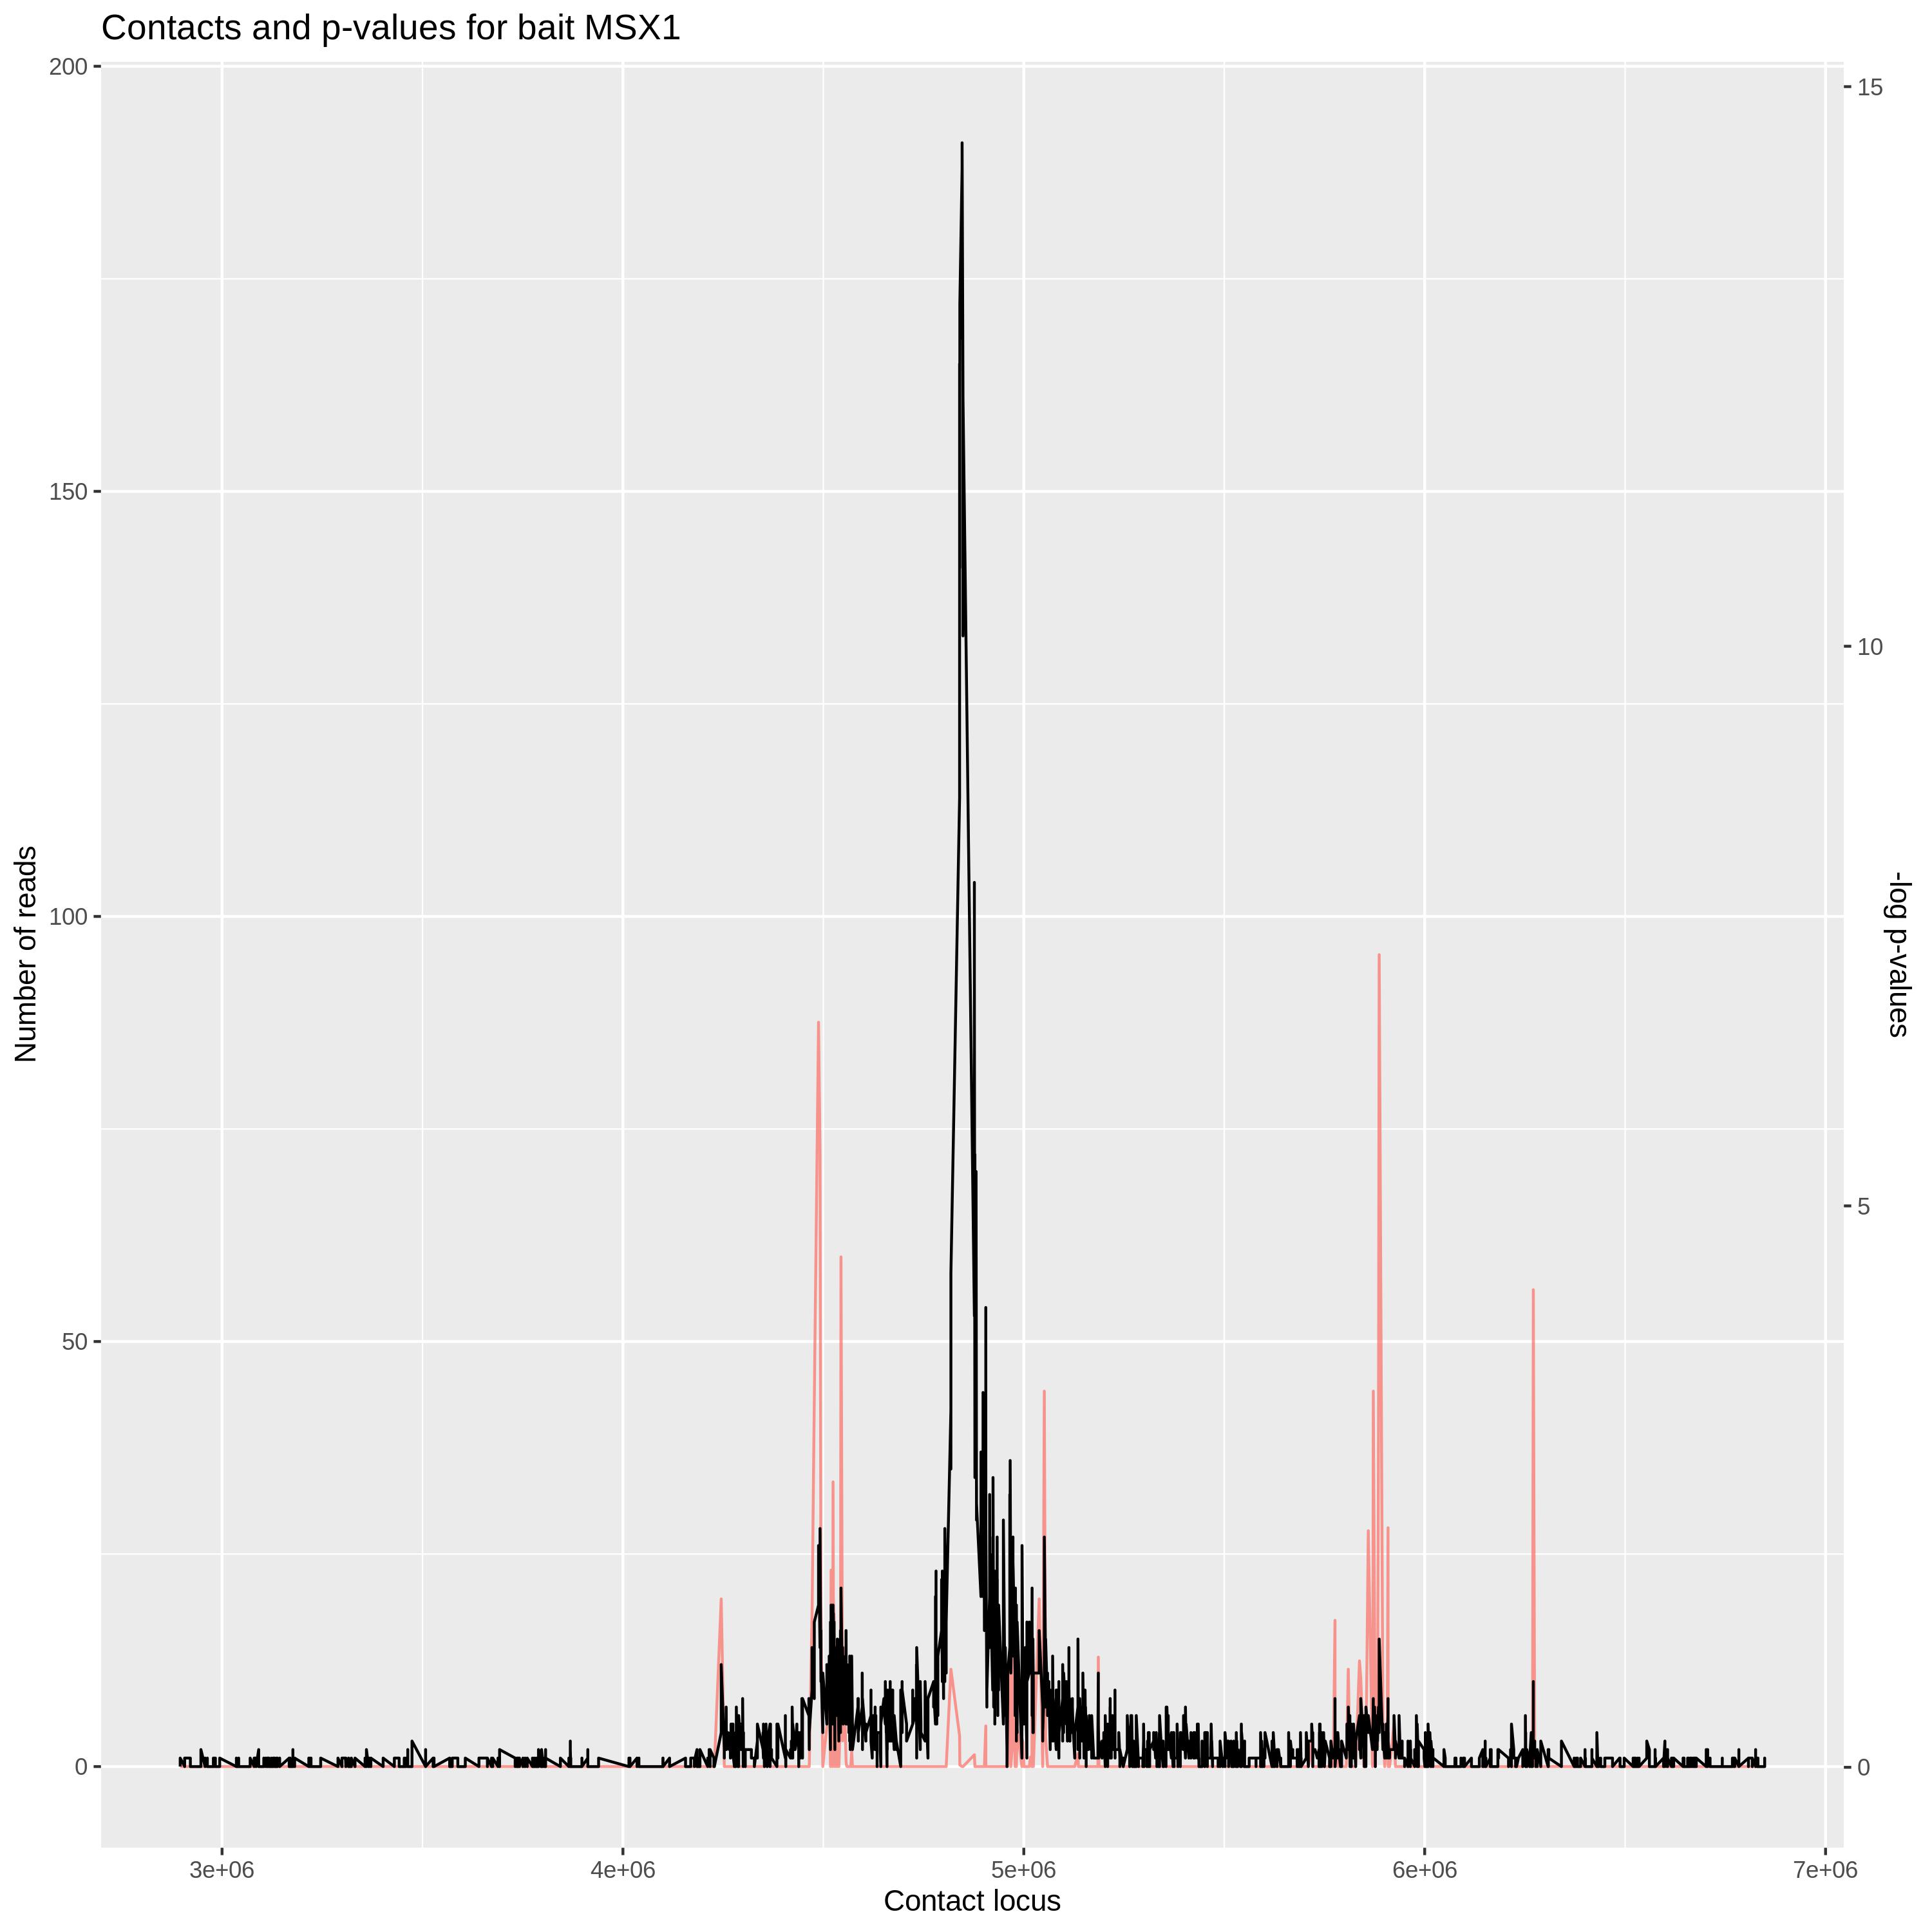 Contacts and p-values for bait MSX1
200
150
100
50
0
Number of reads
15
10
5
0
-log p-values
3e+06
4e+06
5e+06
6e+06
7e+06
Contact locus